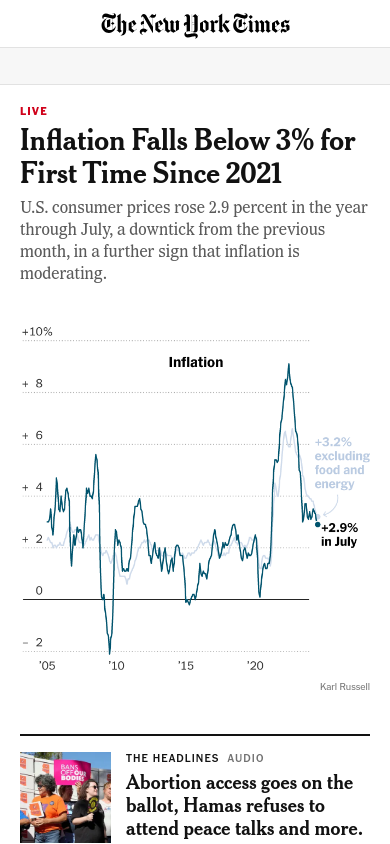 The New York Times
LIVE
Inflation Falls Below 3% for
First Time Since 2021
U.S. consumer prices rose 2.9 percent in the year
through July, a downtick from the previous
month, in a further sign that inflation is
moderating.
+10%
Inflation
+ 8
+ 6
+3.2%
excluding
food and
energy
+ 4
+2.9%
in July
+ 2
0
– 2
'05 '10 '15 '20
Karl Russell
THE HEADLINES AUDIO
Abortion access goes on the
ballot, Hamas refuses to
attend peace talks and more.
BANS
OFF OUR
BODIES